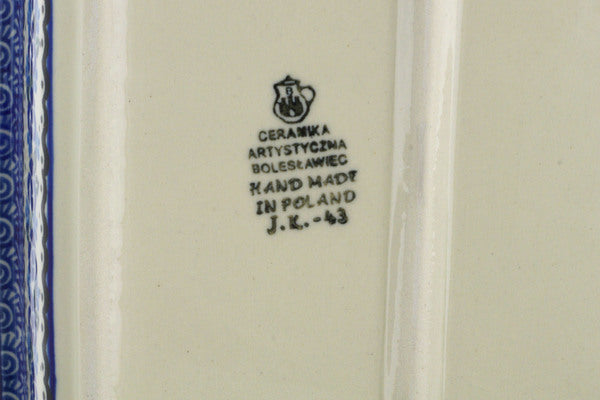 CERAMIKA
ARTYSTYCZNA
BOLESŁAWIEC
HAND MADE
IN POLAND
J.K.-43